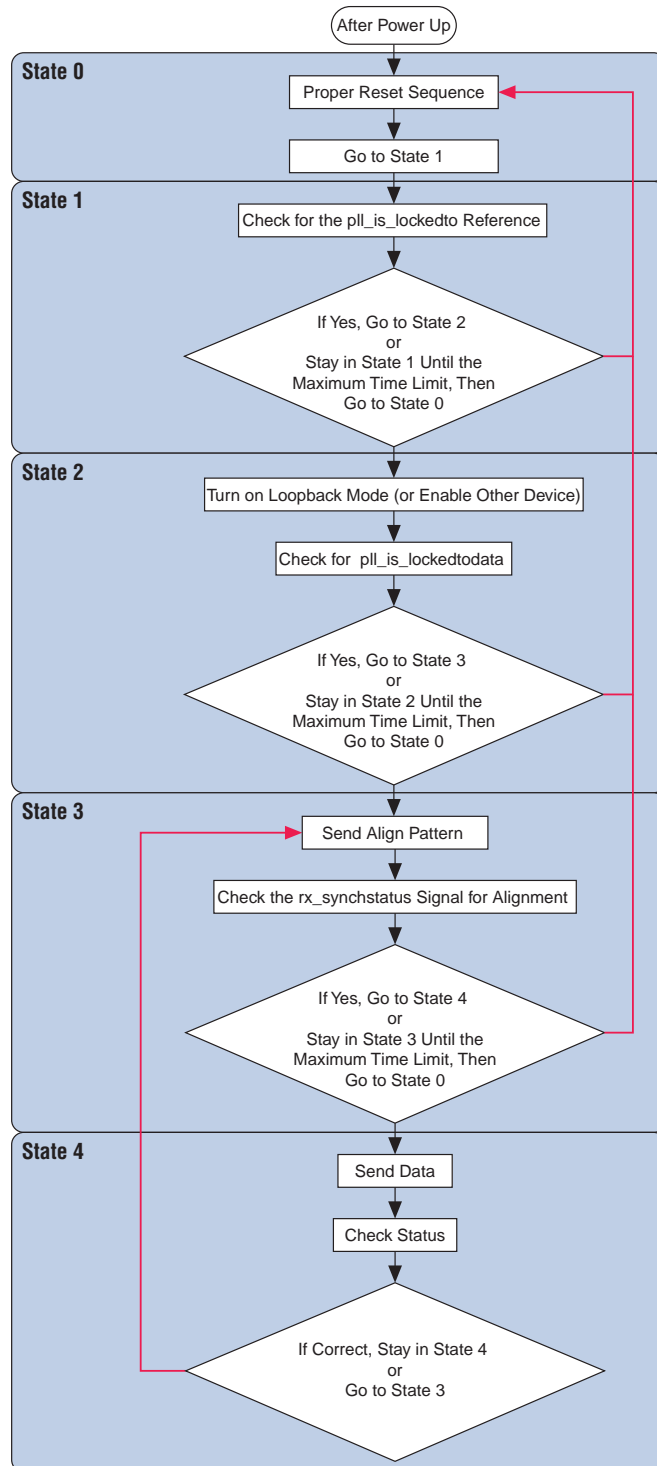 After Power Up
State 0
Proper Reset Sequence
Go to State 1
State 1
Check for the pll_is_lockedto Reference
If Yes, Go to State 2
or
Stay in State 1 Until the
Maximum Time Limit, Then
Go to State 0
State 2
Turn on Loopback Mode (or Enable Other Device)
Check for pll_is_lockedtodata
If Yes, Go to State 3
or
Stay in State 2 Until the
Maximum Time Limit, Then
Go to State 0
State 3
Send Align Pattern
Check the rx_synchstatus Signal for Alignment
If Yes, Go to State 4
or
Stay in State 3 Until the
Maximum Time Limit, Then
Go to State 0
State 4
Send Data
Check Status
If Correct, Stay in State 4
or
Go to State 3